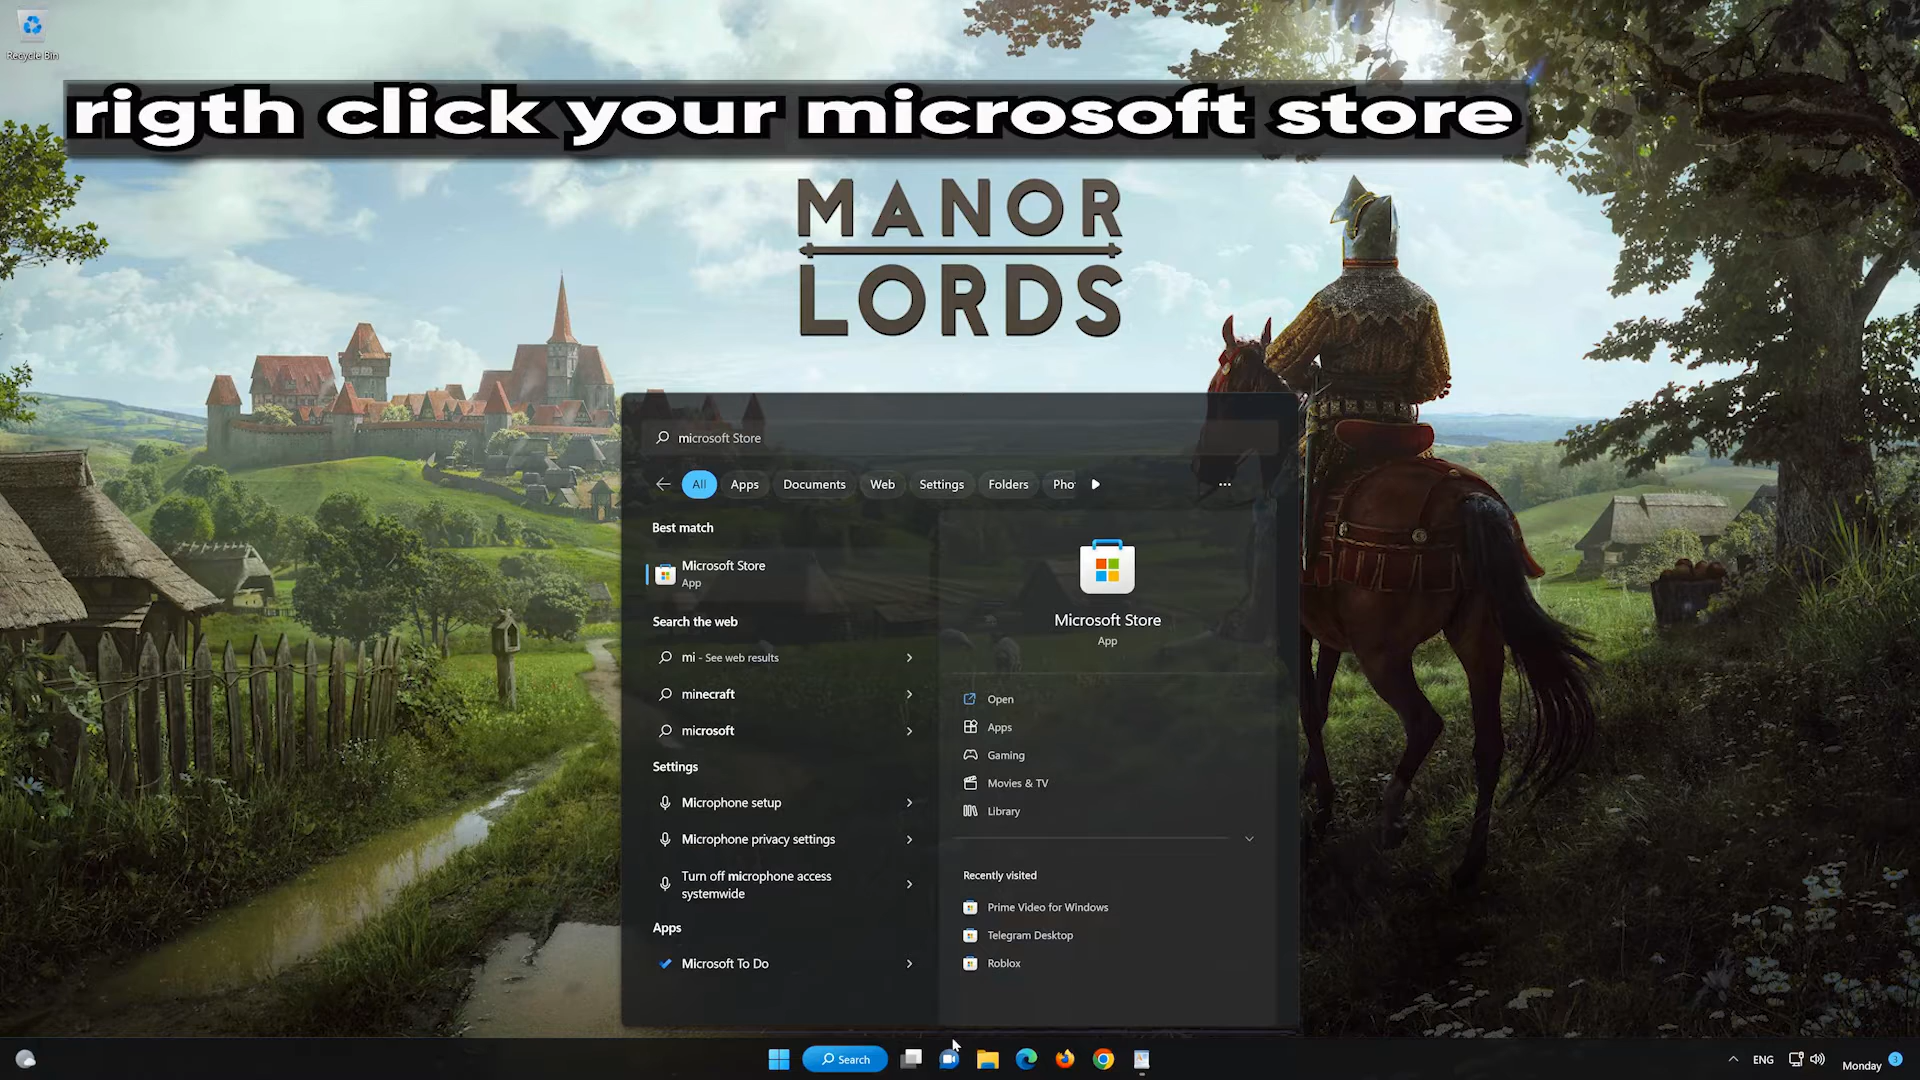 Recycle Bin
rigth click your microsoft store
MANOR
LORDS
microsoft Store
All Apps Documents Web Settings Folders Pho
Best match
Microsoft Store
App
Search the web
mi - See web results
minecraft
microsoft
Settings
Microphone setup
Microphone privacy settings
Turn off microphone access
systemwide
Apps
Microsoft To Do
Microsoft Store
App
Open
Apps
Gaming
Movies & TV
Library
Recently visited
Prime Video for Windows
Telegram Desktop
Roblox
Search
ENG
Monday
3